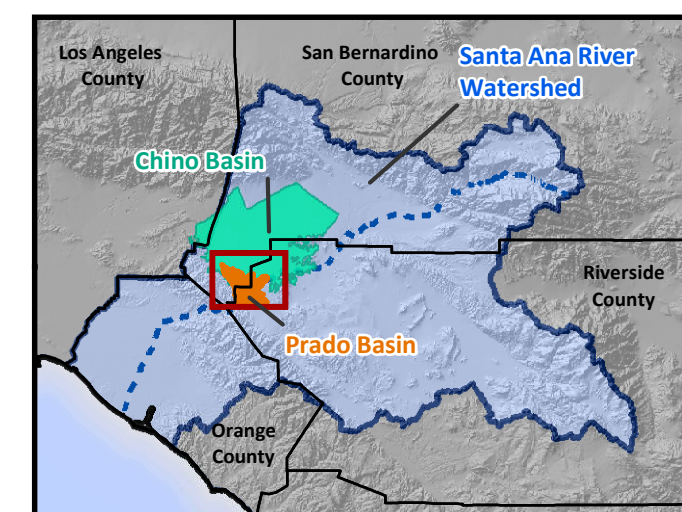 Los Angeles
County
San Bernardino
County
Santa Ana River
Watershed
Chino Basin
Riverside
County
Prado Basin
Orange
County